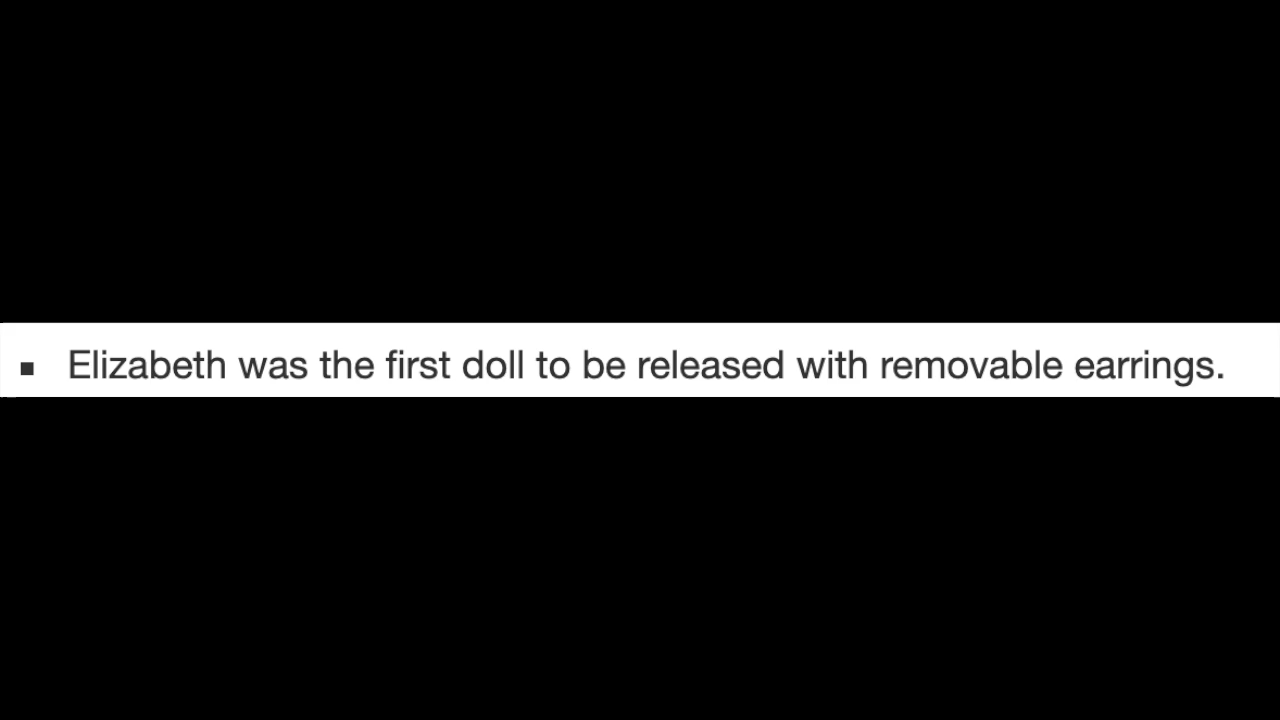 ▪ Elizabeth was the first doll to be released with removable earrings.